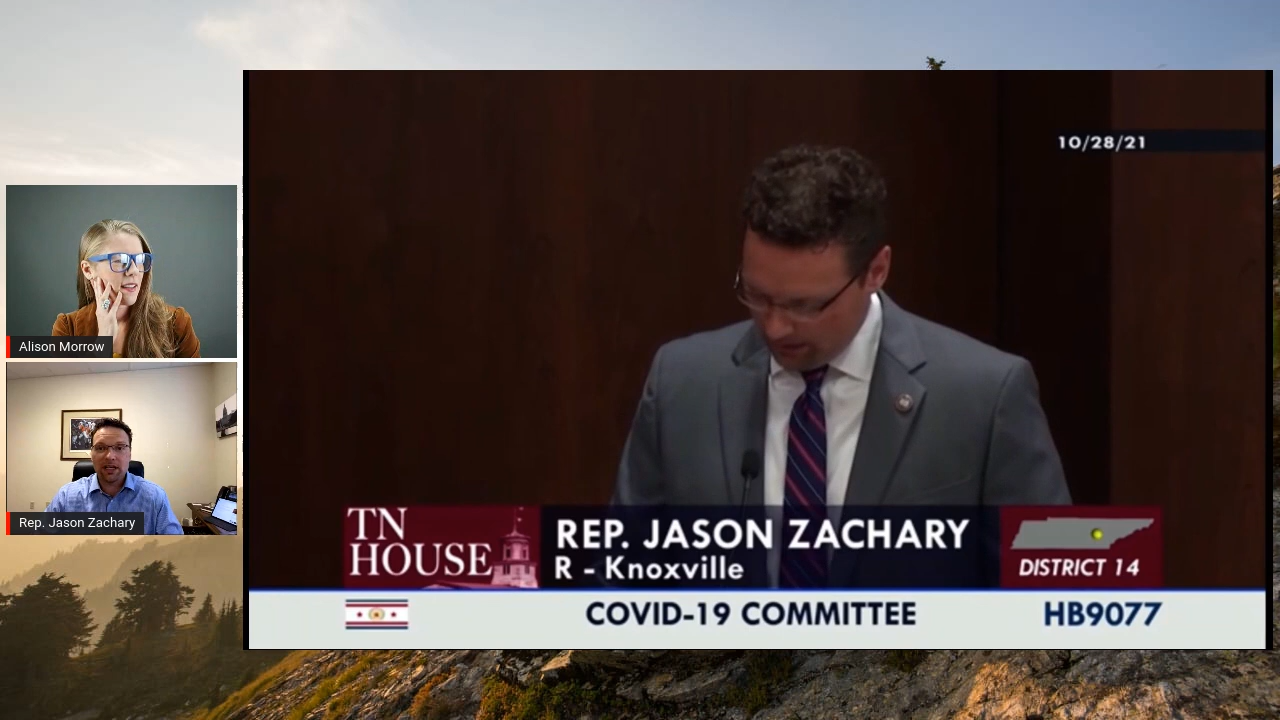 10/28/21
Alison Morrow
Rep. Jason Zachary
TN
HOUSE
REP. JASON ZACHARY
R - Knoxville
DISTRICT 14
COVID-19 COMMITTEE
HB9077